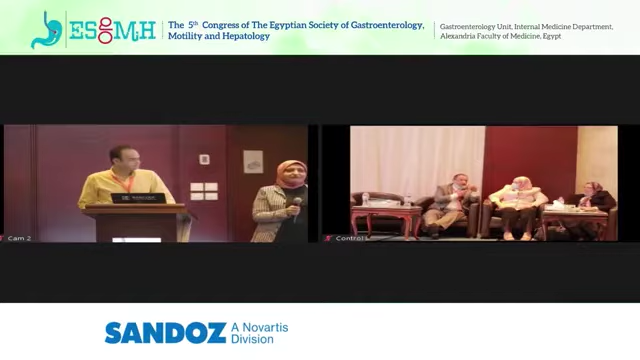 ESGMH
The 5th Congress of The Egyptian Society of Gastroenterology,
Motility and Hepatology
Gastroenterology Unit, Internal Medicine Department,
Alexandria Faculty of Medicine, Egypt
Cam 2
Control
SANDOZ A Novartis
Division